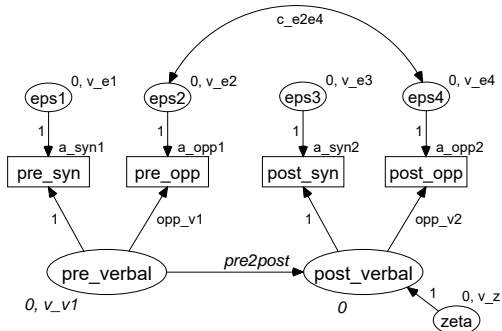 c_e2e4
0, v_e1
0, v_e2
0, v_e3
0, v_e4
eps1
eps2
eps3
eps4
1
1
1
1
a_syn1
a_opp1
a_syn2
a_opp2
pre_syn
pre_opp
post_syn
post_opp
1
opp_v1
1
opp_v2
pre_verbal
pre2post
post_verbal
0, v_v1
0
1
0, v_z
zeta